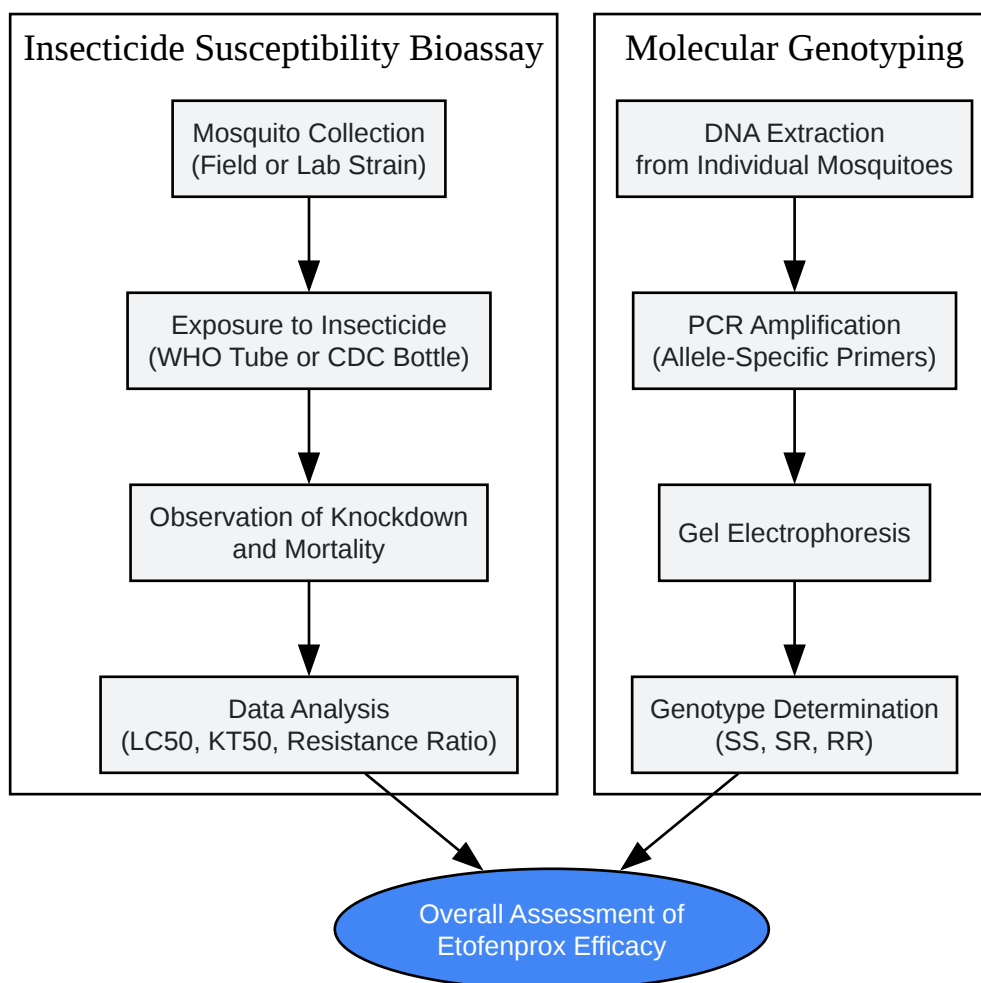 Insecticide Susceptibility Bioassay
Mosquito Collection
(Field or Lab Strain)
Exposure to Insecticide
(WHO Tube or CDC Bottle)
Observation of Knockdown
and Mortality
Data Analysis
(LC50, KT50, Resistance Ratio)
Molecular Genotyping
DNA Extraction
from Individual Mosquitoes
PCR Amplification
(Allele-Specific Primers)
Gel Electrophoresis
Genotype Determination
(SS, SR, RR)
Overall Assessment of
Etofenprox Efficacy